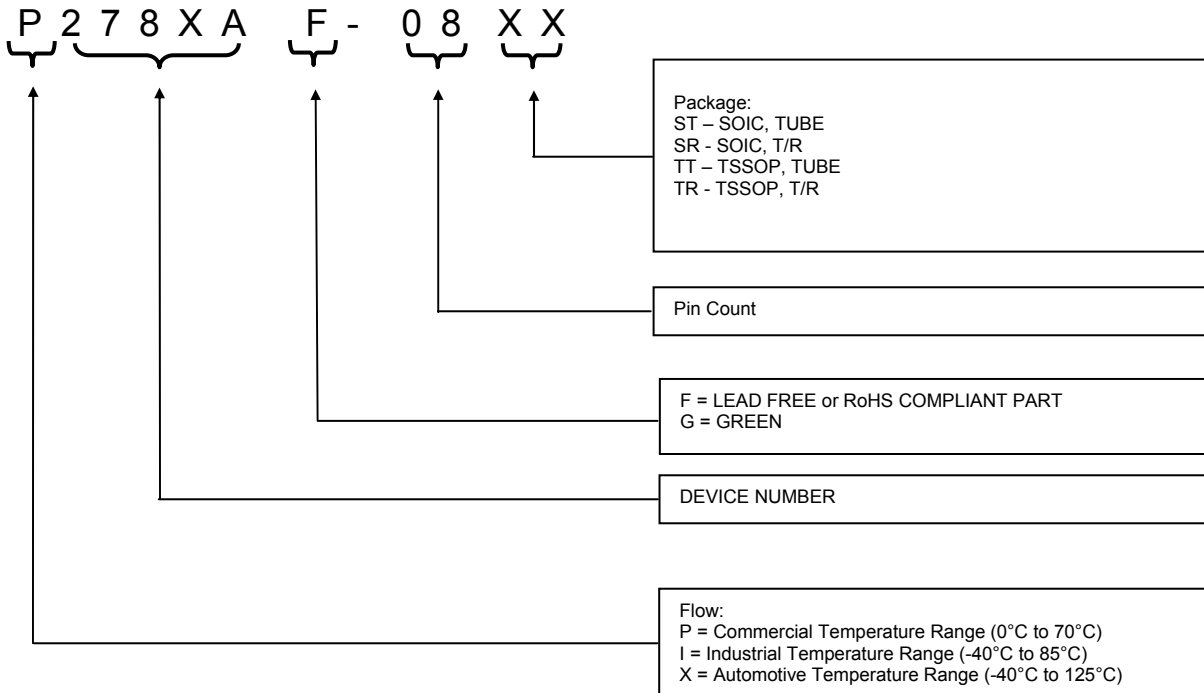 P 2 7 8 X A F - 0 8 X X
Package:
ST – SOIC, TUBE
SR - SOIC, T/R
TT – TSSOP, TUBE
TR - TSSOP, T/R
Pin Count
F = LEAD FREE or RoHS COMPLIANT PART
G = GREEN
DEVICE NUMBER
Flow:
P = Commercial Temperature Range (0°C to 70°C)
I = Industrial Temperature Range (-40°C to 85°C)
X = Automotive Temperature Range (-40°C to 125°C)